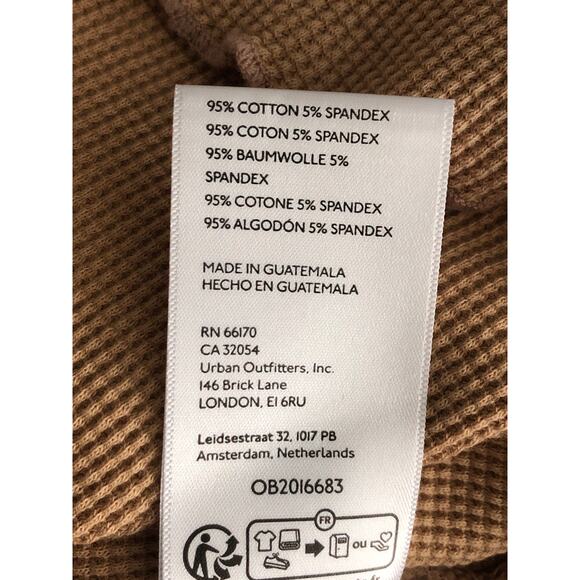 95% COTTON 5% SPANDEX
95% COTON 5% SPANDEX
95% BAUMWOLLE 5%
SPANDEX
95% COTONE 5% SPANDEX
95% ALGODÓN 5% SPANDEX
MADE IN GUATEMALA
HECHO EN GUATEMALA
RN 66170
CA 32054
Urban Outfitters, Inc.
146 Brick Lane
LONDON, E1 6RU
Leidsestraat 32, 1017 PB
Amsterdam, Netherlands
OB2016683
FR
ou